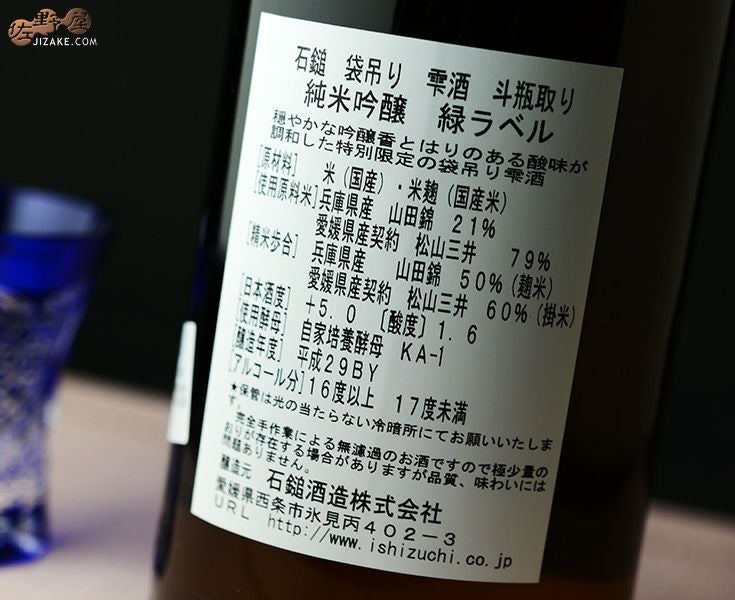 佐野屋
JIZAKE.COM
石鎚　袋吊り　雫酒　斗瓶取り
純米吟醸　緑ラベル
穏やかな吟醸香とはりのある酸味が
調和した特別限定の袋吊り雫酒
[原材料]　米（国産）・米麹（国産米）
[使用原料米]兵庫県産　山田錦　21％
愛媛県産契約　松山三井　79％
[精米歩合]　兵庫県産　山田錦　50％（麹米）
愛媛県産契約　松山三井　60％（掛米）
[日本酒度]　＋5.0　[酸度]1.6
[使用酵母]　自家培養酵母　KA-1
[醸造年度]　平成29BY
[アルコール分]16度以上　17度未満
★保管は光の当たらない冷暗所にてお願いいたしま
す。
完全手作業による無濾過のお酒ですので極少量の
おりが存在する場合がありますが品質、味わいには
問題ありません。
醸造元　石鎚酒造株式会社
愛媛県西条市氷見丙402－3
URL　http://www.ishizuchi.co.jp